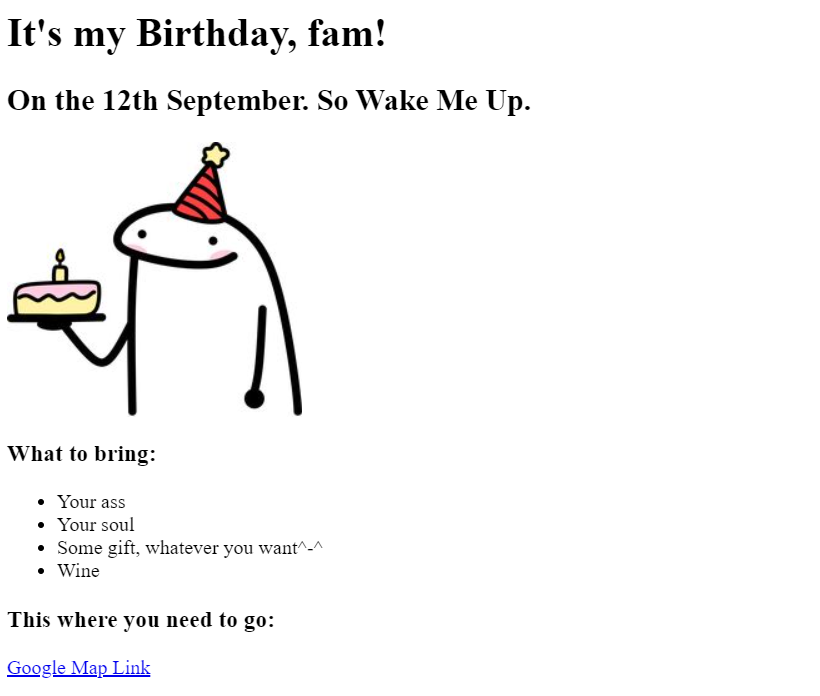 It's my Birthday, fam!
On the 12th September. So Wake Me Up.
What to bring:
Your ass
Your soul
Some gift, whatever you want^-^
Wine
This where you need to go:
Google Map Link